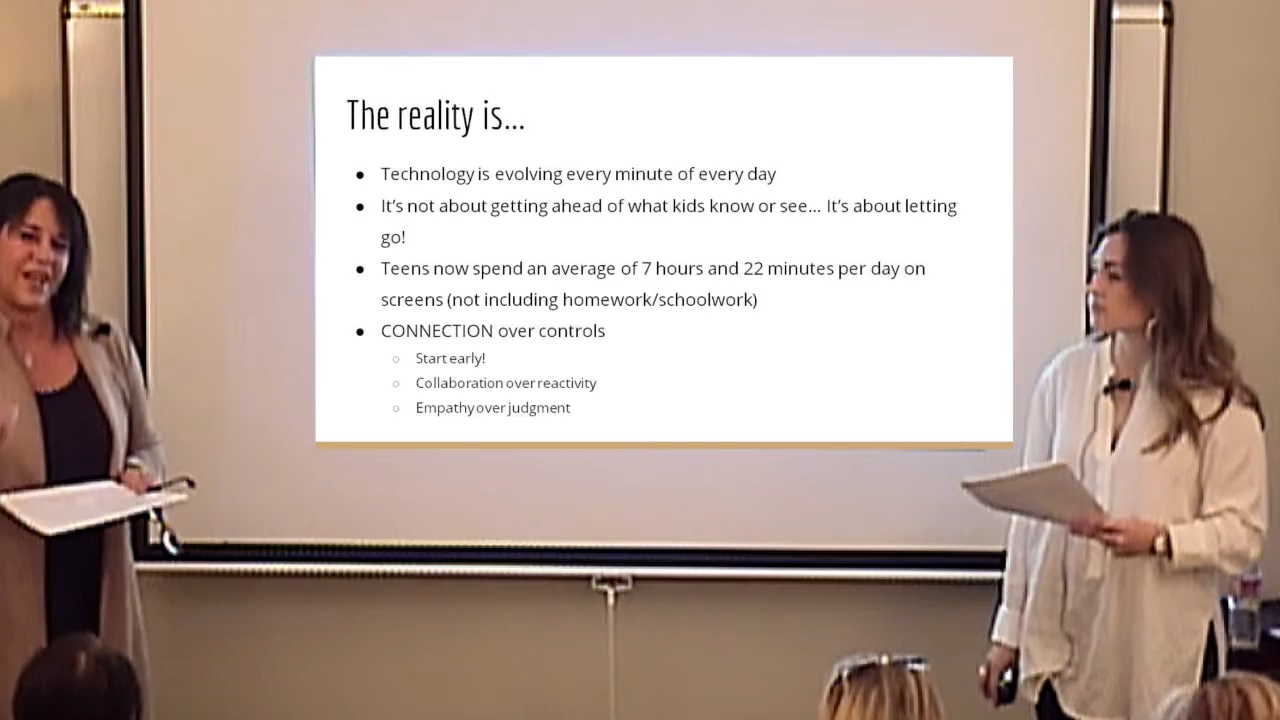 The reality is...
● Technology is evolving every minute of every day
● It's not about getting ahead of what kids know or see... It's about letting
go!
● Teens now spend an average of 7 hours and 22 minutes per day on
screens (not including homework/schoolwork)
● CONNECTION over controls
○ Start early!
○ Collaboration over reactivity
○ Empathy over judgment